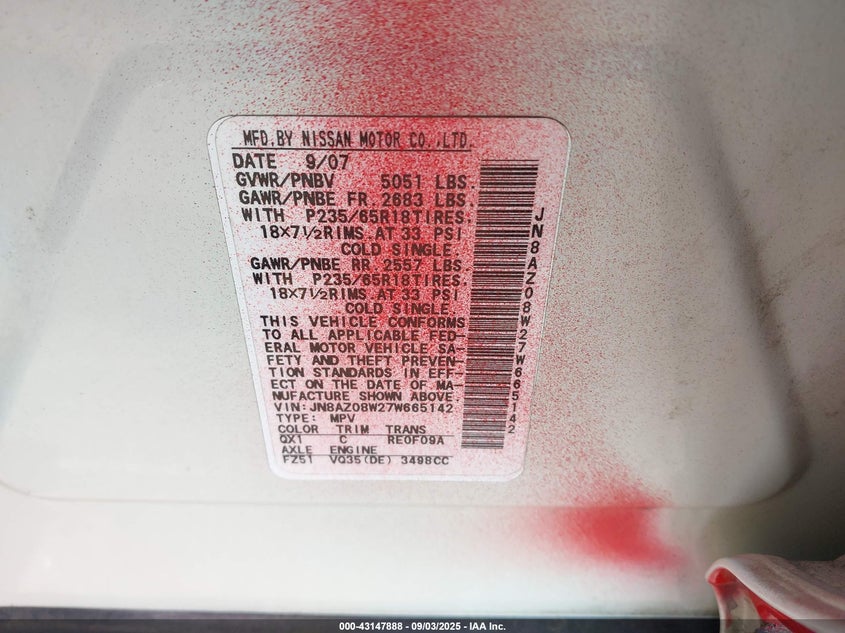 MFD.BY NISSAN MOTOR CO.,LTD.
DATE 9/07
GVWR/PNBV 5051 LBS.
GAWR/PNBE FR. 2683 LBS.
WITH P235/65R18TIRES.
18X7½RIMS AT 33 PSI
COLD SINGLE.
GAWR/PNBE RR. 2557 LBS.
WITH P235/65R18TIRES.
18X7½RIMS AT 33 PSI
COLD SINGLE.
THIS VEHICLE CONFORMS
TO ALL APPLICABLE FED-
ERAL MOTOR VEHICLE SA-
FETY AND THEFT PREVEN-
TION STANDARDS IN EFF-
ECT ON THE DATE OF MA-
NUFACTURE SHOWN ABOVE.
VIN: JN8AZ08W27W665142
TYPE: MPV
COLOR TRIM TRANS
QX1 C RE0F09A
AXLE ENGINE
FZ51 VQ35(DE) 3498CC
JN8AZ08W27W665142
000-43147888 - 09/03/2025 - IAA Inc.